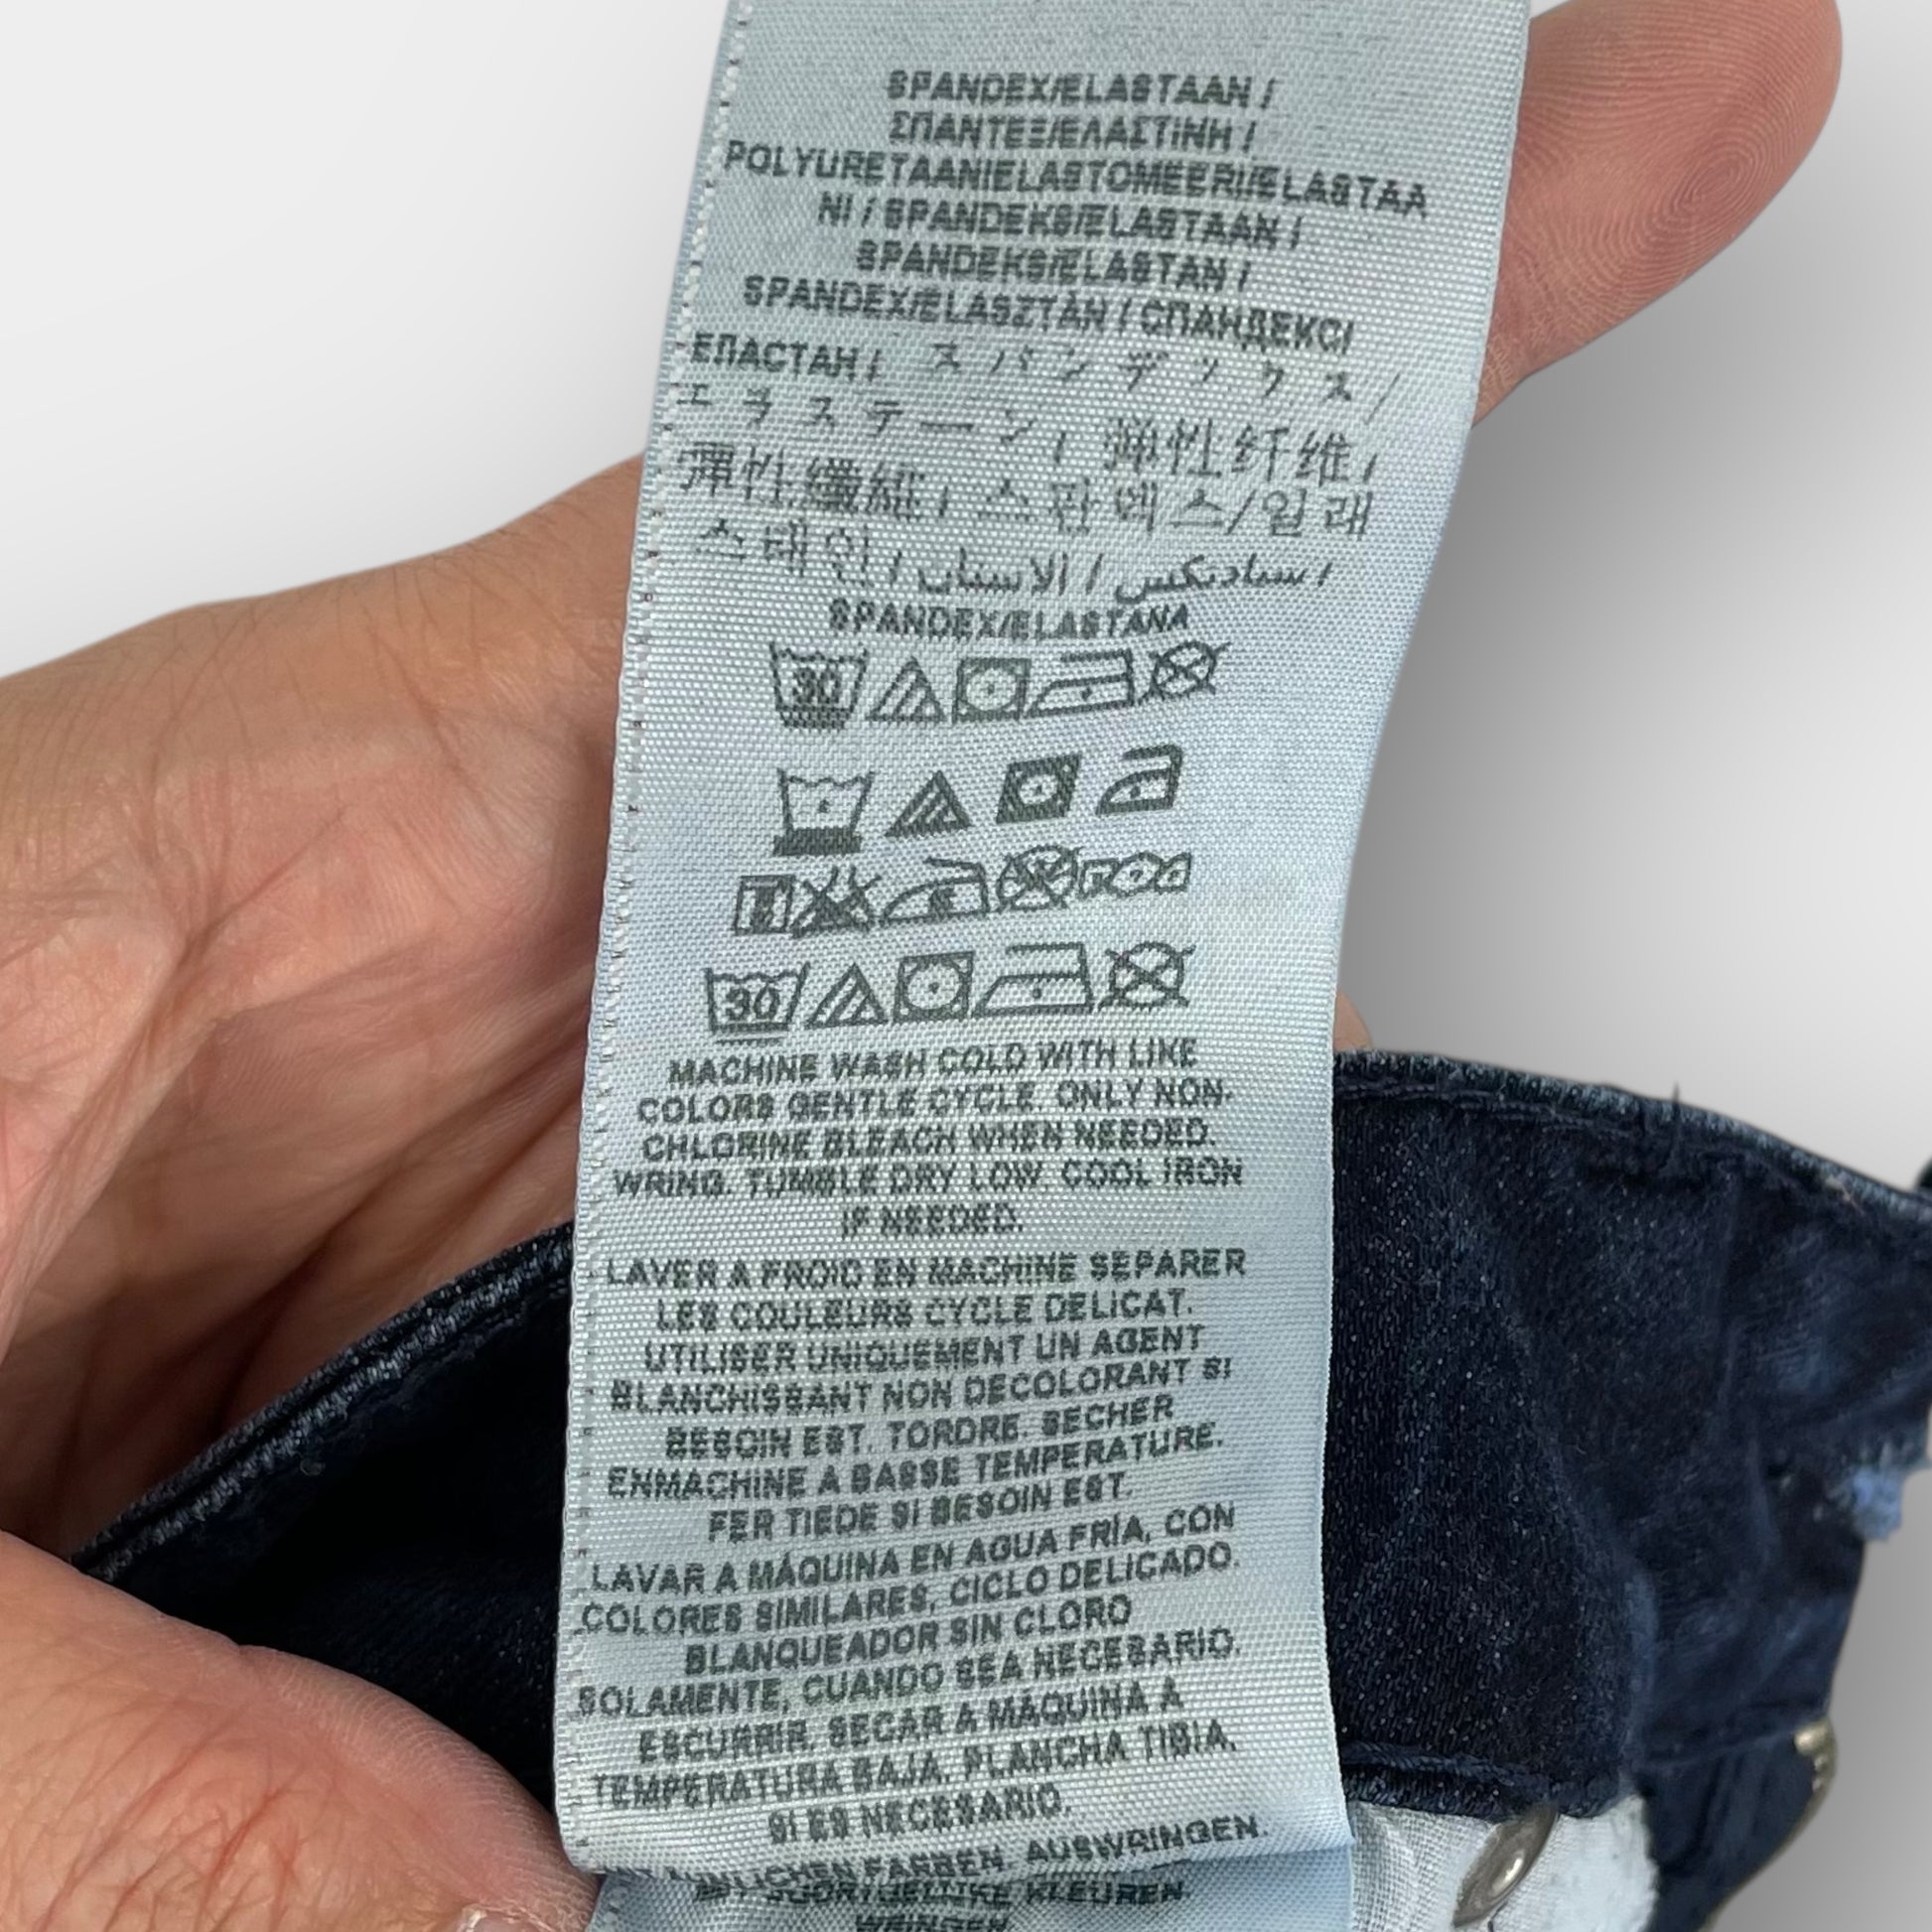 SPANDEX/ELASTAAN /
ΣΠΑΝΤΕΞ/ΕΛΑΣΤΙΝΗ /
POLYURETAANIELASTOMEERI/ELASTAA
NI / SPANDEKS/ELASTAAN /
SPANDEKS/ELASTAN /
SPANDEX/ELASZTÁN / СПАНДЕКС/
ЕЛАСТАН / スパンデックス/
エラステーン / 弹性纤维 /
彈性纖維 / 스판덱스/일래
스테인 / سباندكس / الاستان /
SPANDEX/ELASTANA
30
30
MACHINE WASH COLD WITH LIKE
COLORS GENTLE CYCLE. ONLY NON-
CHLORINE BLEACH WHEN NEEDED.
WRING. TUMBLE DRY LOW. COOL IRON
IF NEEDED.
LAVER A FROID EN MACHINE SEPARER
LES COULEURS CYCLE DELICAT.
UTILISER UNIQUEMENT UN AGENT
BLANCHISSANT NON DECOLORANT SI
BESOIN EST. TORDRE. SECHER
ENMACHINE A BASSE TEMPERATURE.
FER TIEDE SI BESOIN EST.
LAVAR A MÁQUINA EN AGUA FRÍA, CON
COLORES SIMILARES, CICLO DELICADO.
BLANQUEADOR SIN CLORO
SOLAMENTE, CUANDO SEA NECESARIO.
ESCURRIR. SECAR A MÁQUINA A
TEMPERATURA BAJA. PLANCHA TIBIA,
SI ES NECESARIO.
FARBEN. AUSWRINGEN.
KLEUREN.
WRINGEN